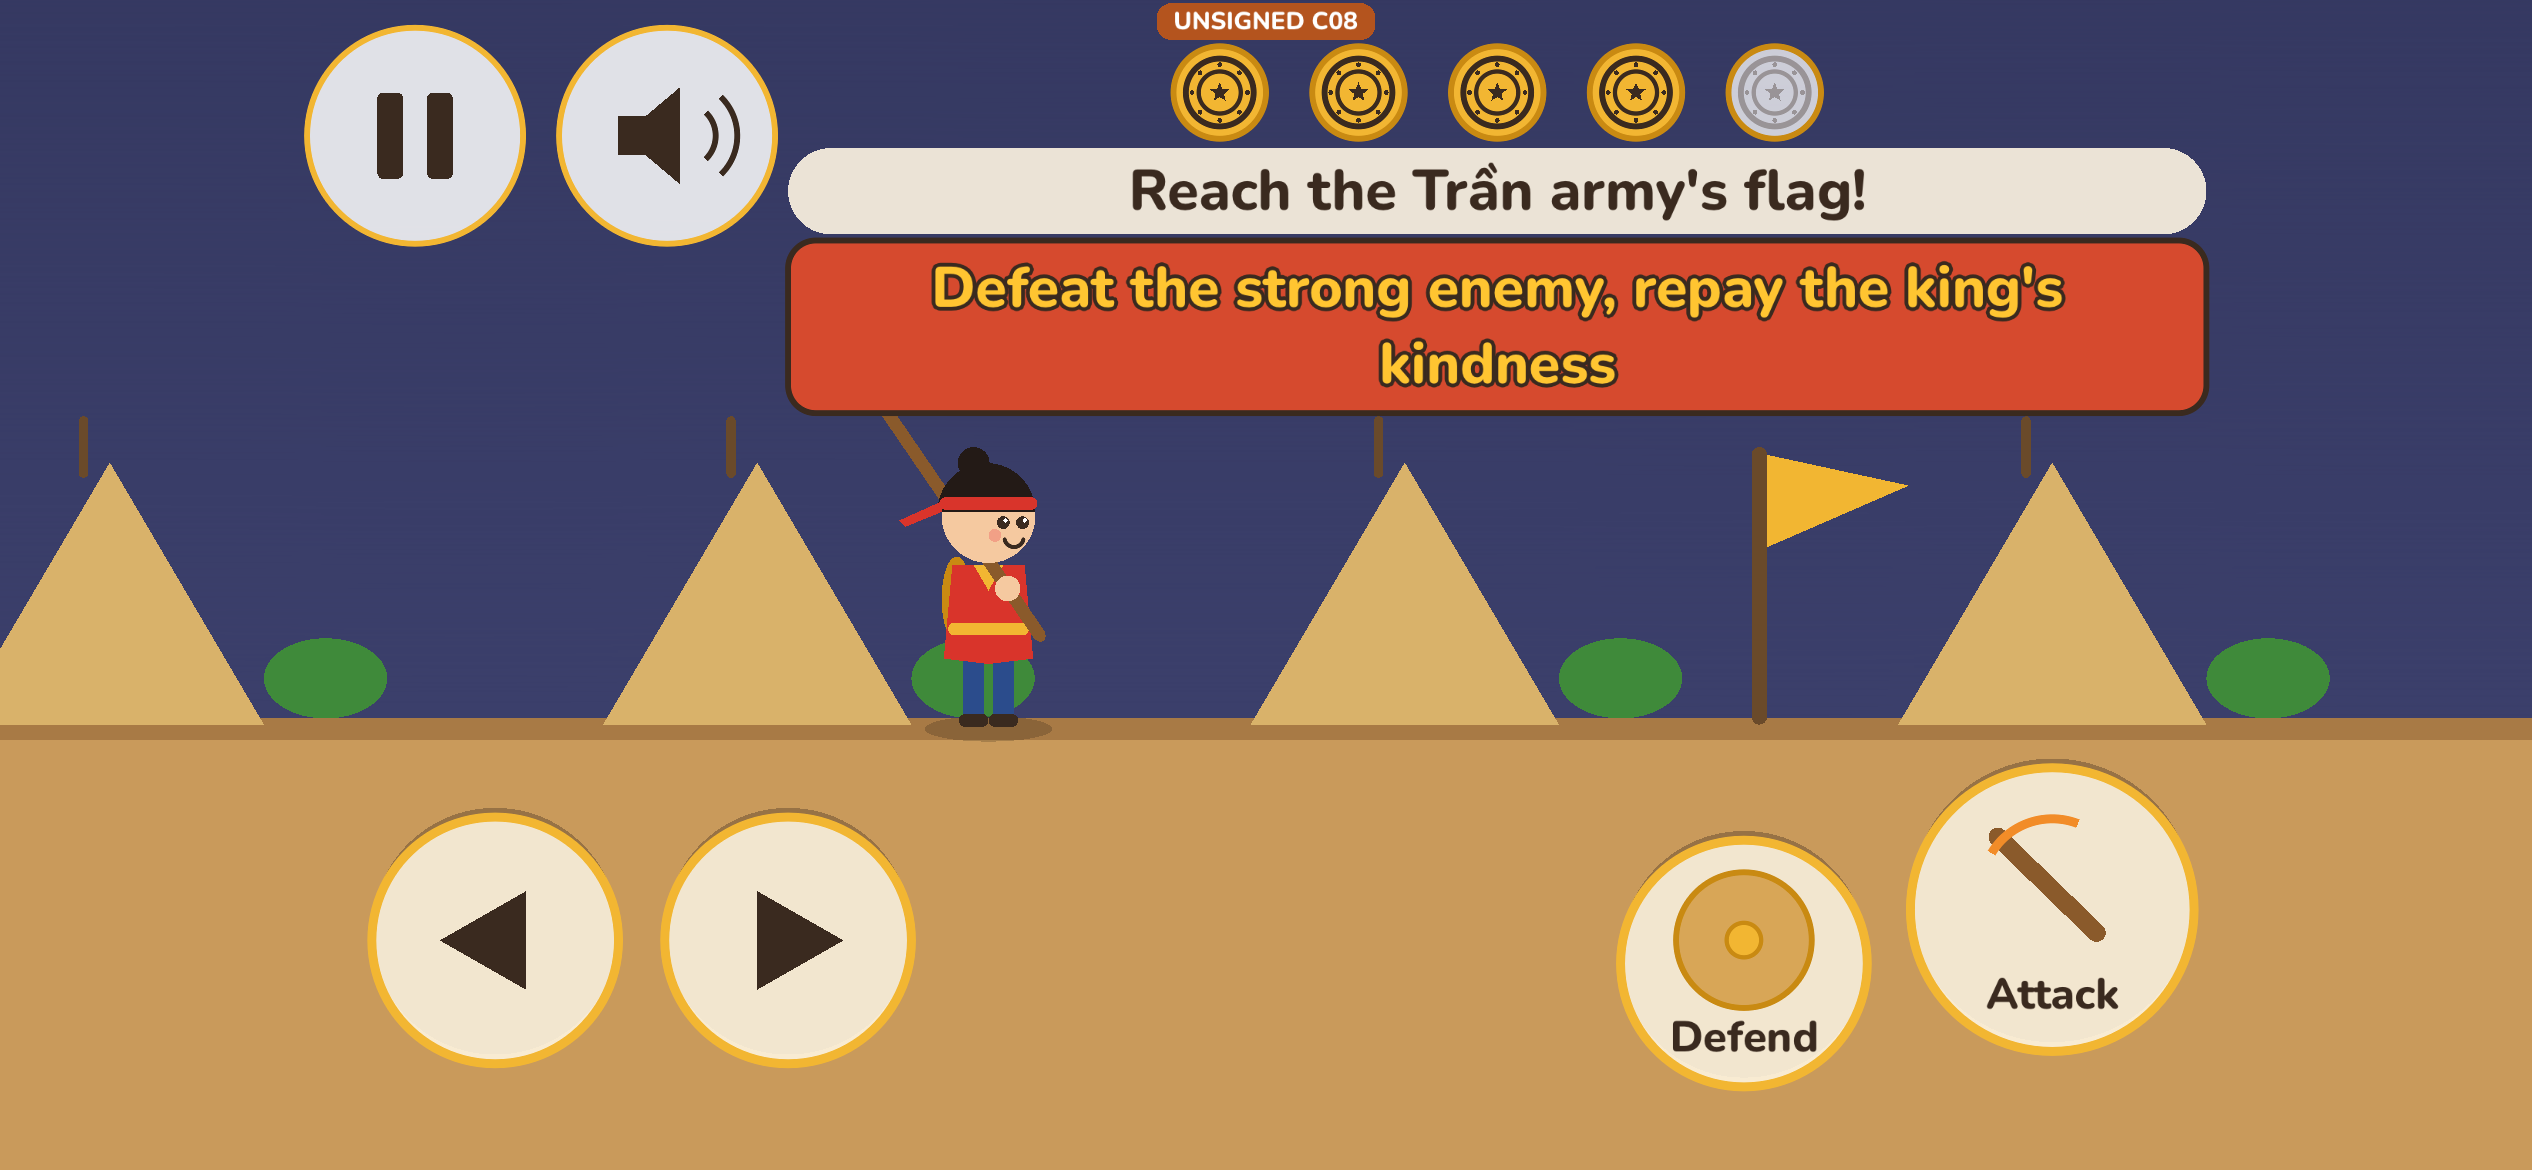 UNSIGNED C08
Reach the Trần army's flag!
Defeat the strong enemy, repay the king's
kindness
Attack
Defend